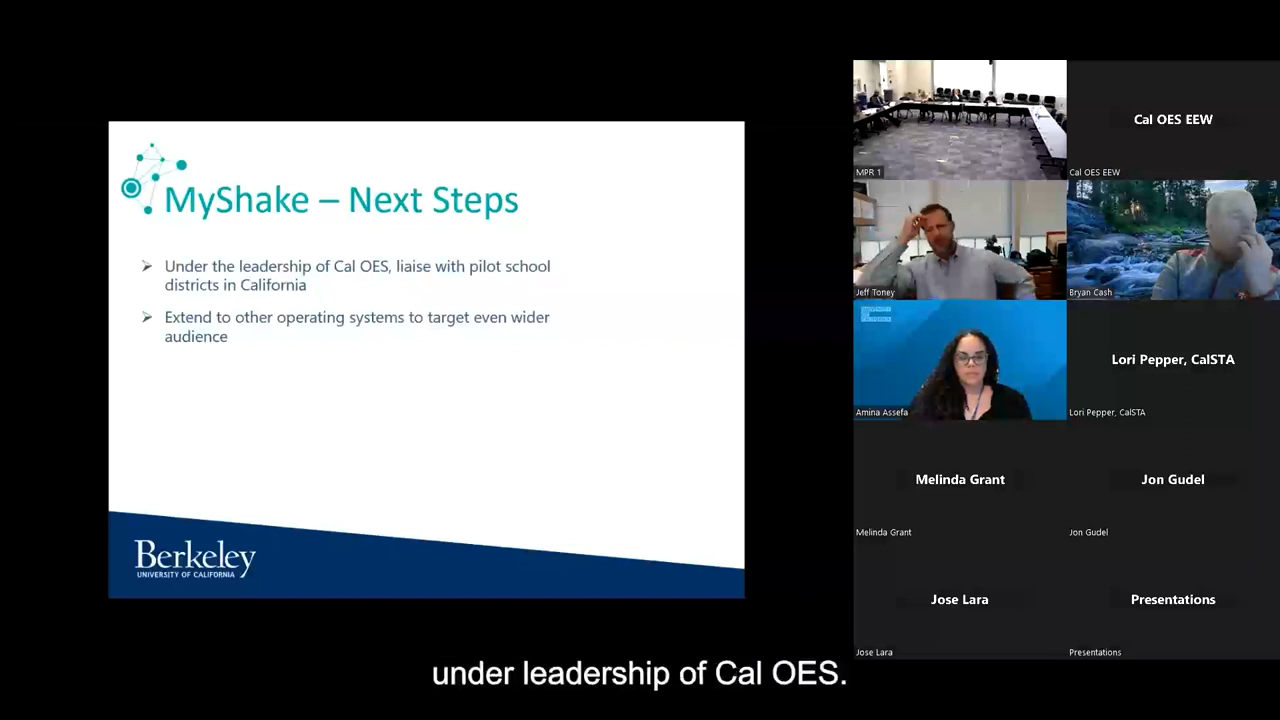 MyShake – Next Steps
Under the leadership of Cal OES, liaise with pilot school
districts in California
Extend to other operating systems to target even wider
audience
Berkeley
UNIVERSITY OF CALIFORNIA
MPR 1
Cal OES EEW
Cal OES EEW
Jeff Toney
Bryan Cash
UNIVERSITY
OF
CALIFORNIA
Amina Assefa
Lori Pepper, CalSTA
Lori Pepper, CalSTA
Melinda Grant
Melinda Grant
Jon Gudel
Jon Gudel
Jose Lara
Jose Lara
Presentations
Presentations
under leadership of Cal OES.